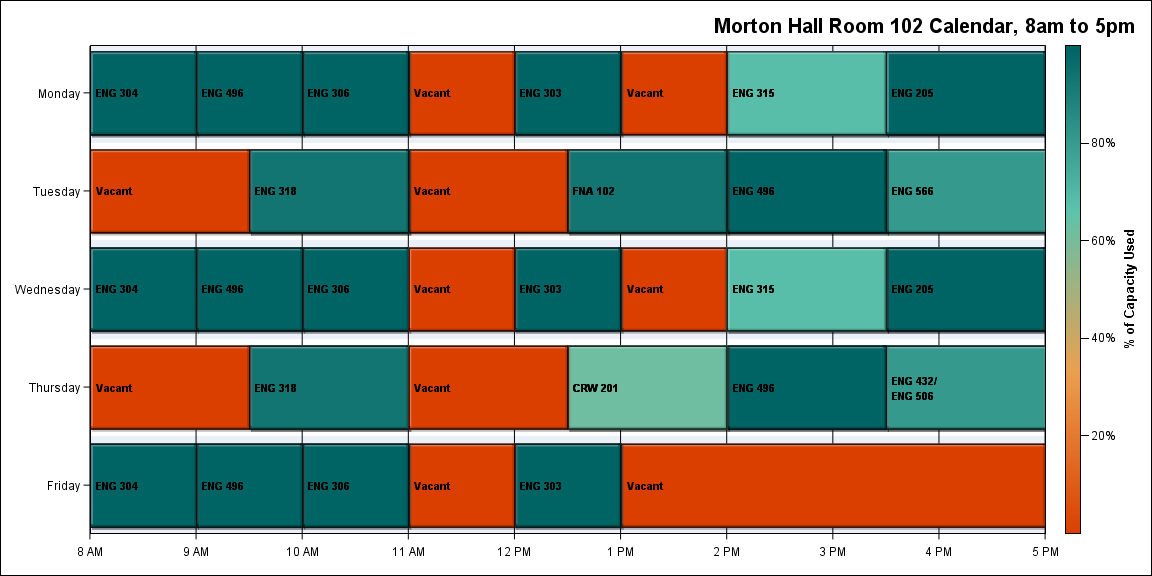 Morton Hall Room 102 Calendar, 8am to 5pm
Monday
ENG 304
ENG 496
ENG 306
Vacant
ENG 303
Vacant
ENG 315
ENG 205
Tuesday
Vacant
ENG 318
Vacant
FNA 102
ENG 496
ENG 566
Wednesday
ENG 304
ENG 496
ENG 306
Vacant
ENG 303
Vacant
ENG 315
ENG 205
Thursday
Vacant
ENG 318
Vacant
CRW 201
ENG 496
ENG 432/
ENG 506
Friday
ENG 304
ENG 496
ENG 306
Vacant
ENG 303
Vacant
8 AM
9 AM
10 AM
11 AM
12 PM
1 PM
2 PM
3 PM
4 PM
5 PM
80%
60%
40%
20%
% of Capacity Used